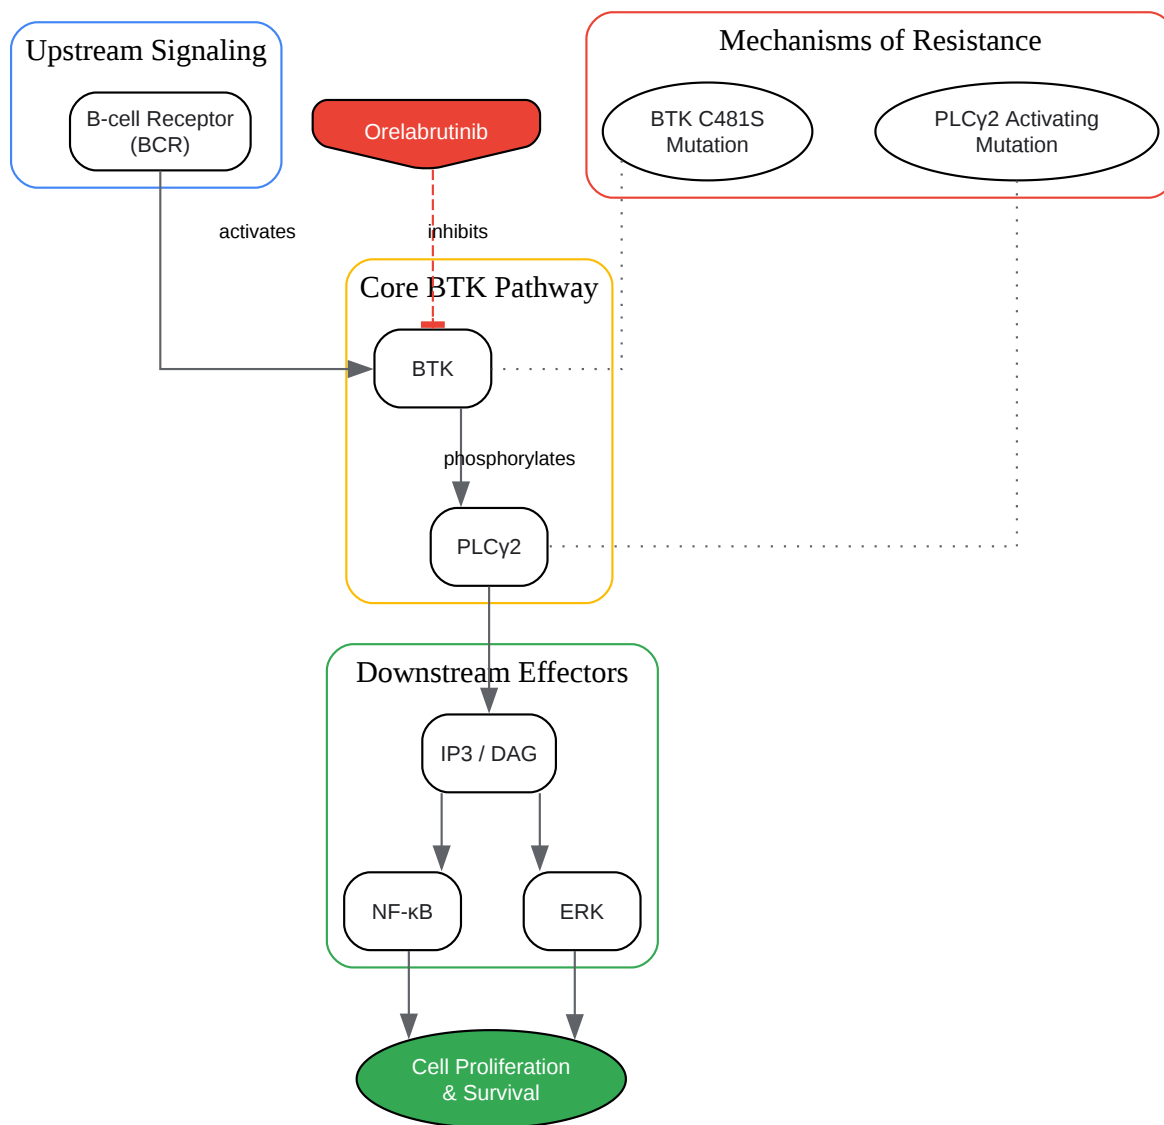 Upstream Signaling
B-cell Receptor
(BCR)
Orelabrutinib
Mechanisms of Resistance
BTK C481S
Mutation
PLCγ2 Activating
Mutation
activates
inhibits
Core BTK Pathway
BTK
phosphorylates
PLCγ2
Downstream Effectors
IP3 / DAG
NF-κB
ERK
Cell Proliferation
& Survival